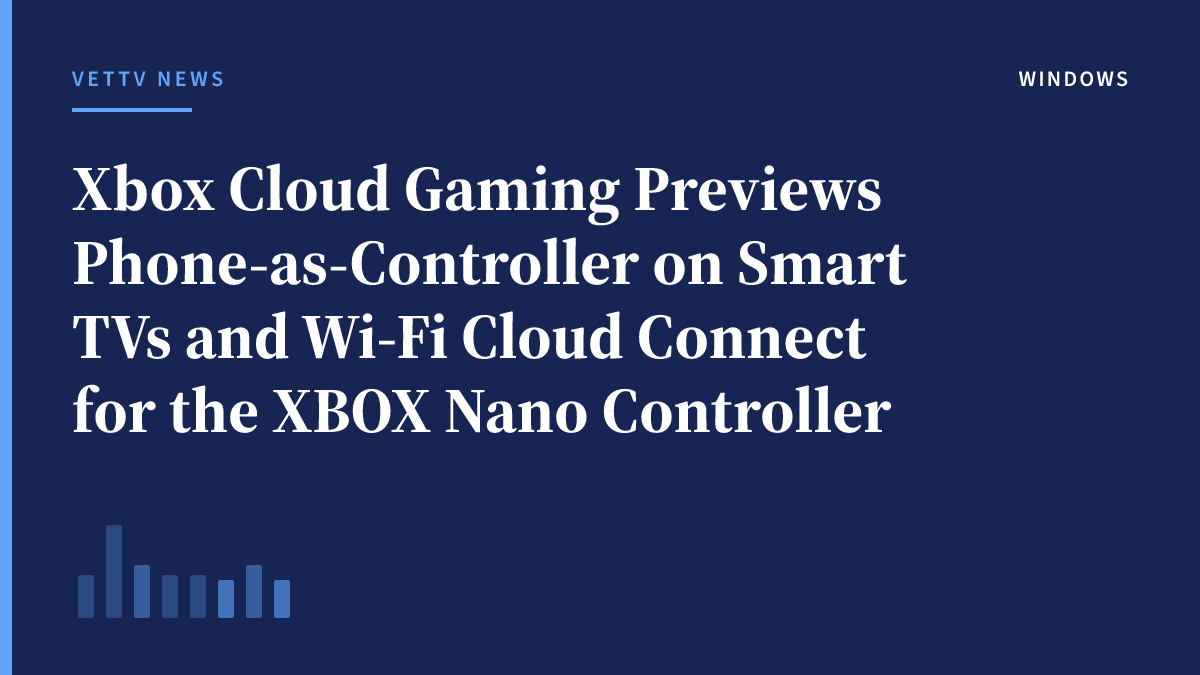 VETTV NEWS
WINDOWS
Xbox Cloud Gaming Previews
Phone-as-Controller on Smart
TVs and Wi-Fi Cloud Connect
for the XBOX Nano Controller